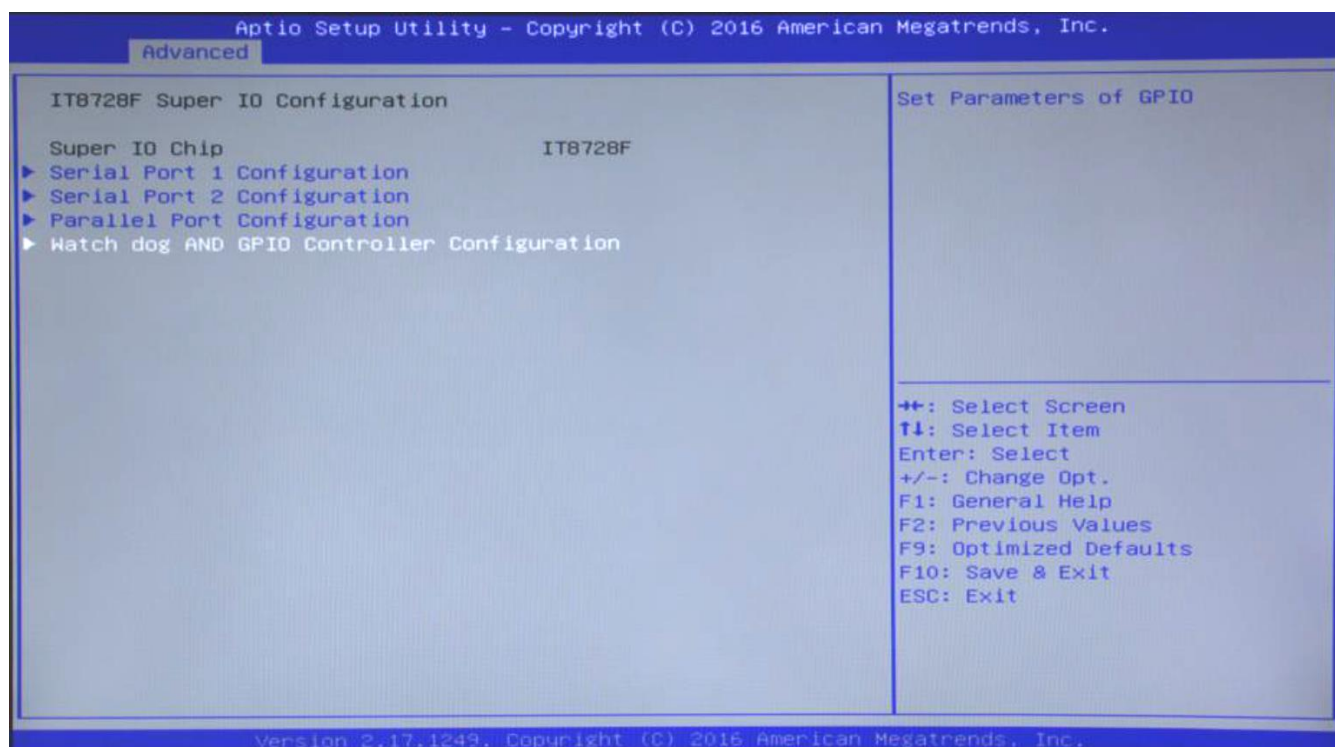 Aptio Setup Utility – Copyright (C) 2016 American Megatrends, Inc.
Advanced
IT8728F Super IO Configuration
Super IO Chip IT8728F
▶ Serial Port 1 Configuration
▶ Serial Port 2 Configuration
▶ Parallel Port Configuration
▶ Watch dog AND GPIO Controller Configuration
Set Parameters of GPIO
→←: Select Screen
↑↓: Select Item
Enter: Select
+/-: Change Opt.
F1: General Help
F2: Previous Values
F9: Optimized Defaults
F10: Save & Exit
ESC: Exit
Version 2.17.1249. Copyright (C) 2016 American Megatrends, Inc.